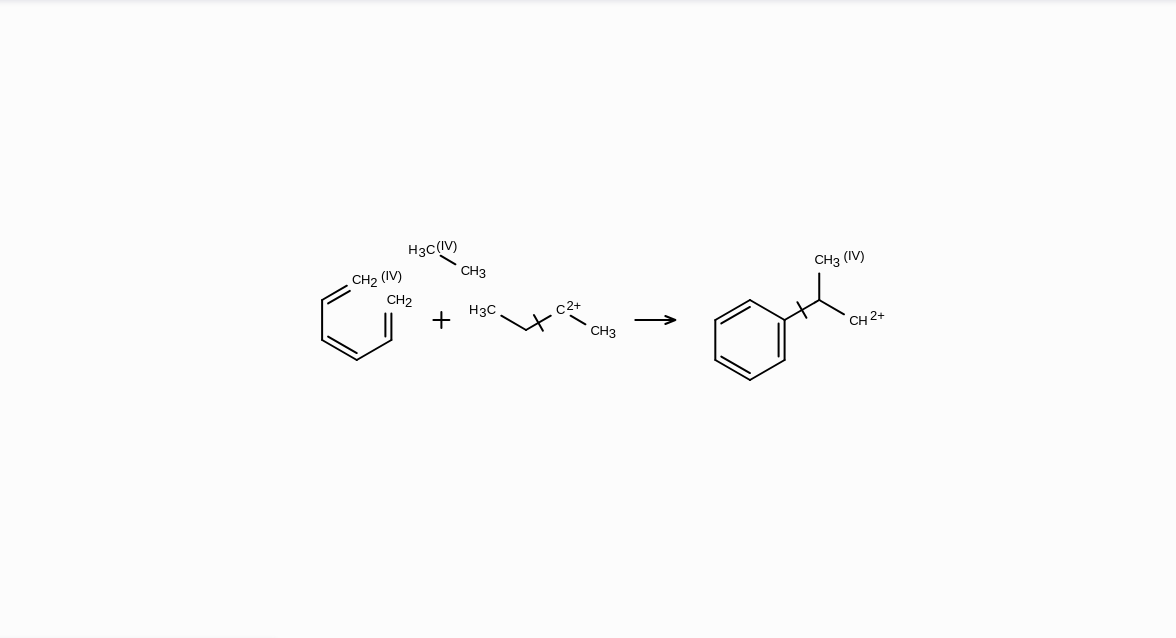 H3C(IV)
CH3
CH2 (IV)
CH2
+
H3C
C2+
CH3
CH3 (IV)
CH 2+